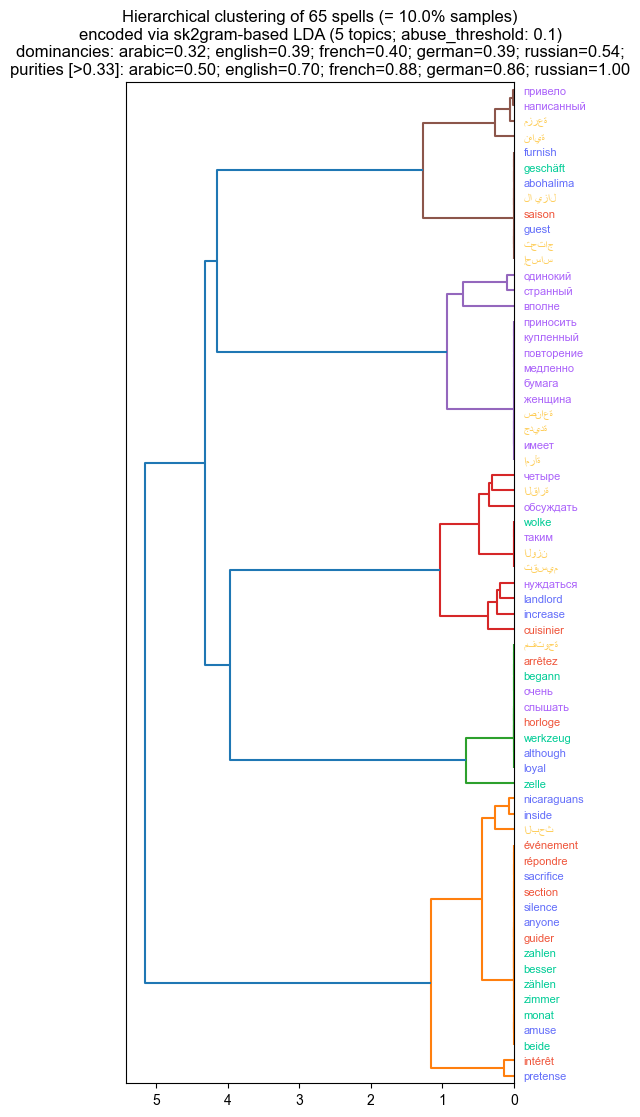 Hierarchical clustering of 65 spells (= 10.0% samples)
encoded via sk2gram-based LDA (5 topics; abuse_threshold: 0.1)
dominancies: arabic=0.32; english=0.39; french=0.40; german=0.39; russian=0.54;
purities [>0.33]: arabic=0.50; english=0.70; french=0.88; german=0.86; russian=1.00
привело
написанный
مزرعة
نهاية
furnish
geschäft
abohalima
لا يزال
saison
guest
تحتاج
إحساس
одинокий
странный
вполне
приносить
купленный
повторение
медленно
бумага
женщина
صناعة
جديدة
имеет
امرأة
четыре
القارة
обсуждать
wolke
таким
الوزن
تقسيم
нуждаться
landlord
increase
cuisinier
مفتوحة
arrêtez
begann
очень
слышать
horloge
werkzeug
although
loyal
zelle
nicaraguans
inside
البحث
événement
répondre
sacrifice
section
silence
anyone
guider
zahlen
besser
zählen
zimmer
monat
amuse
beide
intérêt
pretense
5 4 3 2 1 0